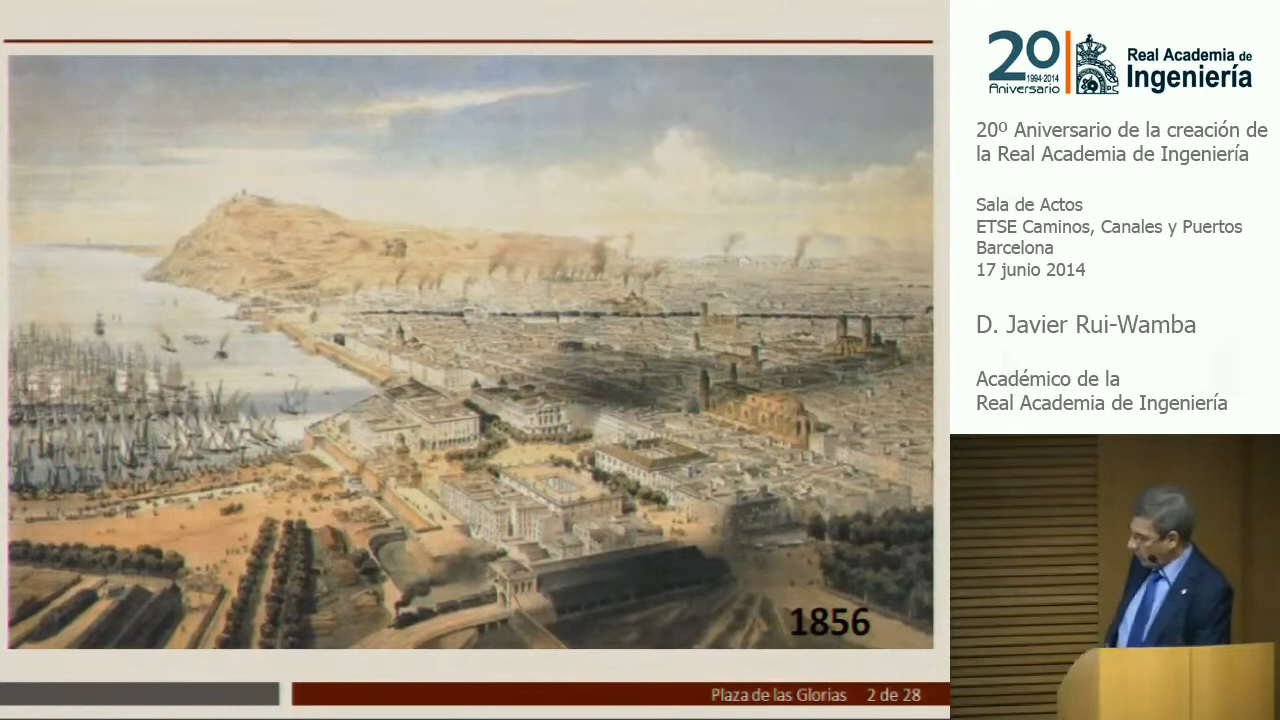 1856
Plaza de las Glorias 2 de 28
20
1994-2014
Aniversario
Real Academia de
Ingeniería
20º Aniversario de la creación de
la Real Academia de Ingeniería
Sala de Actos
ETSE Caminos, Canales y Puertos
Barcelona
17 junio 2014
D. Javier Rui-Wamba
Académico de la
Real Academia de Ingeniería